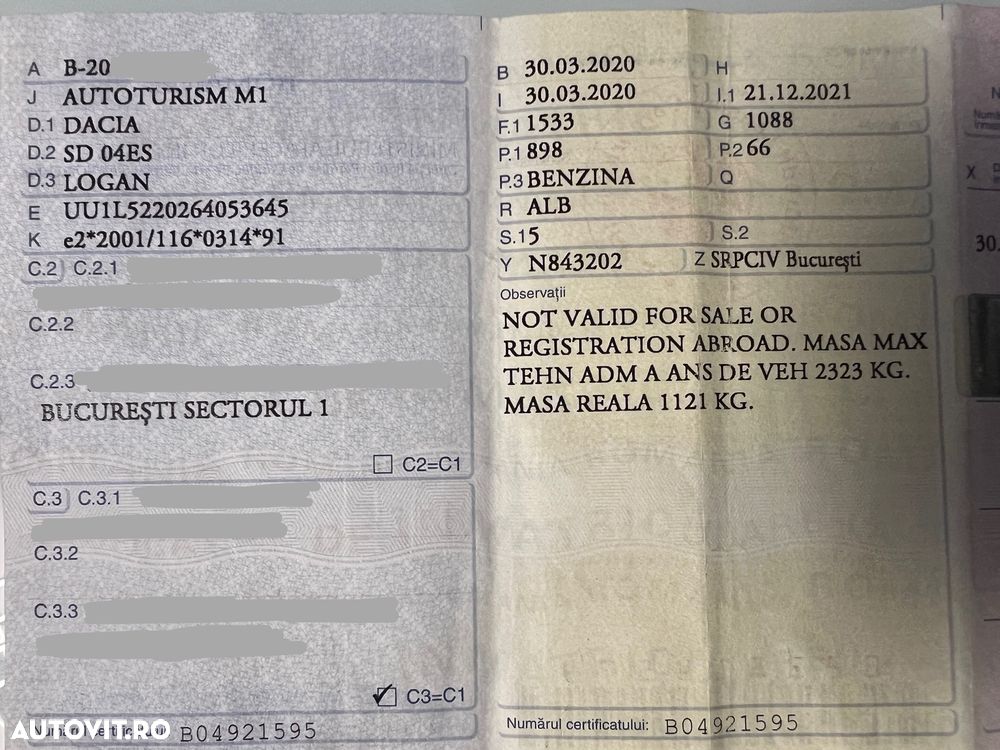 A B-20
J AUTOTURISM M1
D.1 DACIA
D.2 SD 04ES
D.3 LOGAN
E UU1L5220264053645
K e2*2001/116*0314*91
C.2 C.2.1
C.2.2
C.2.3
BUCUREȘTI SECTORUL 1
C2=C1
C.3 C.3.1
C.3.2
C.3.3
C3=C1
Numărul certificatului: B04921595
AUTOVIT.RO
B 30.03.2020 H
I 30.03.2020 I.1 21.12.2021
F.1 1533 G 1088
P.1 898 P.2 66
P.3 BENZINA Q
R ALB
S.1 5 S.2
Y N843202 Z SRPCIV București
Observații
NOT VALID FOR SALE OR
REGISTRATION ABROAD. MASA MAX
TEHN ADM A ANS DE VEH 2323 KG.
MASA REALA 1121 KG.
Numărul certificatului: B04921595
X
30